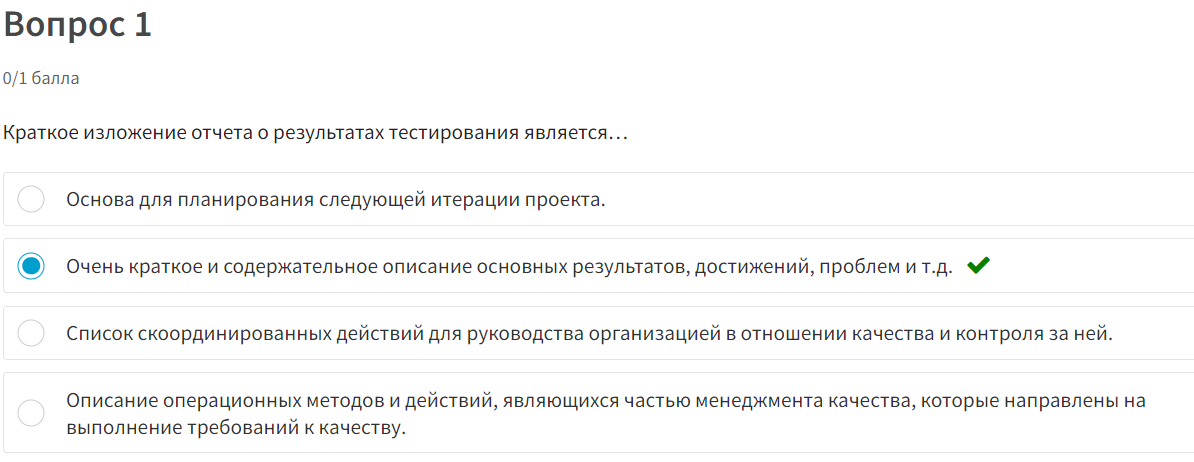 Вопрос 1
0/1 балла
Краткое изложение отчета о результатах тестирования является…
Основа для планирования следующей итерации проекта.
Очень краткое и содержательное описание основных результатов, достижений, проблем и т.д.
Список скоординированных действий для руководства организацией в отношении качества и контроля за ней.
Описание операционных методов и действий, являющихся частью менеджмента качества, которые направлены на
выполнение требований к качеству.